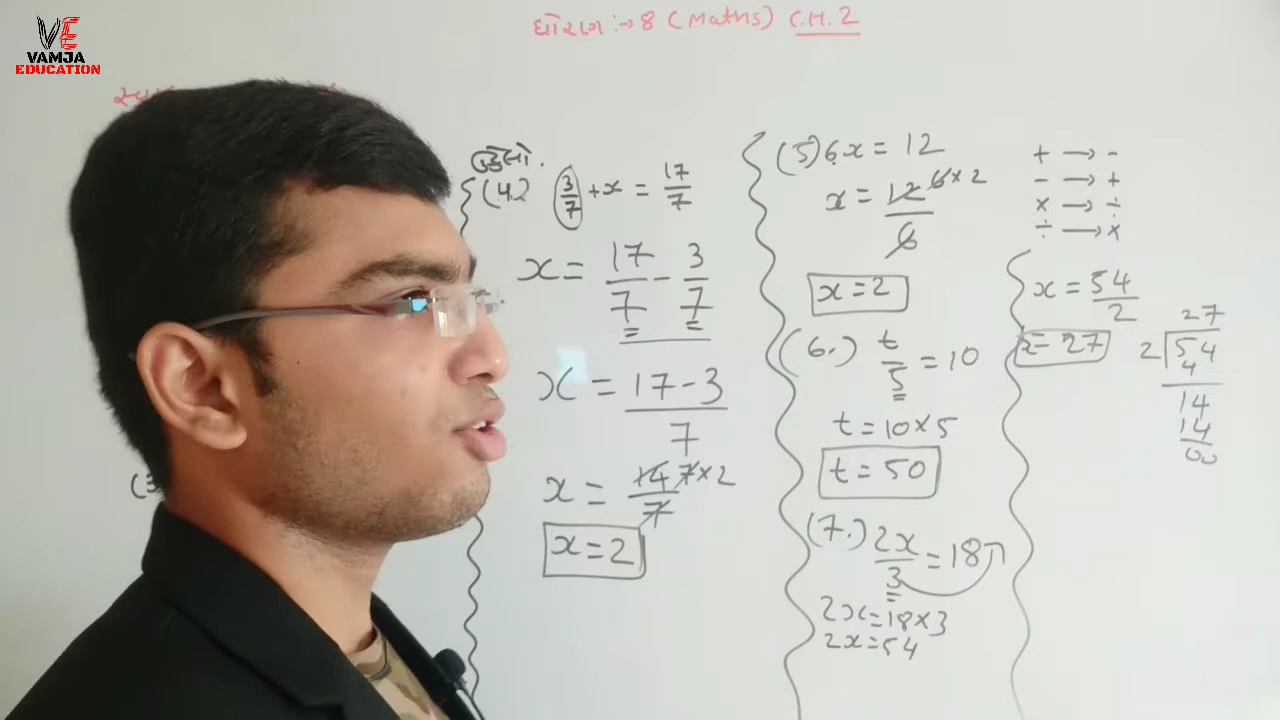 VE
VAMJA
EDUCATION
ધોરણ :→ 8 (Maths) C.H. 2
(4.) 3/7 + x = 17/7
x = 17/7 - 3/7
x = 17-3/7
x = 14 7×2/7
x = 2
(5) 6x = 12
x = 12 6×2/6
x = 2
(6.) t/5 = 10
t = 10×5
t = 50
(7.) 2x/3 = 18
2x = 18×3
2x = 54
+ → -
- → +
× → ÷
÷ → ×
x = 54/2
x = 27
27
2 54
4
14
14
00
(3